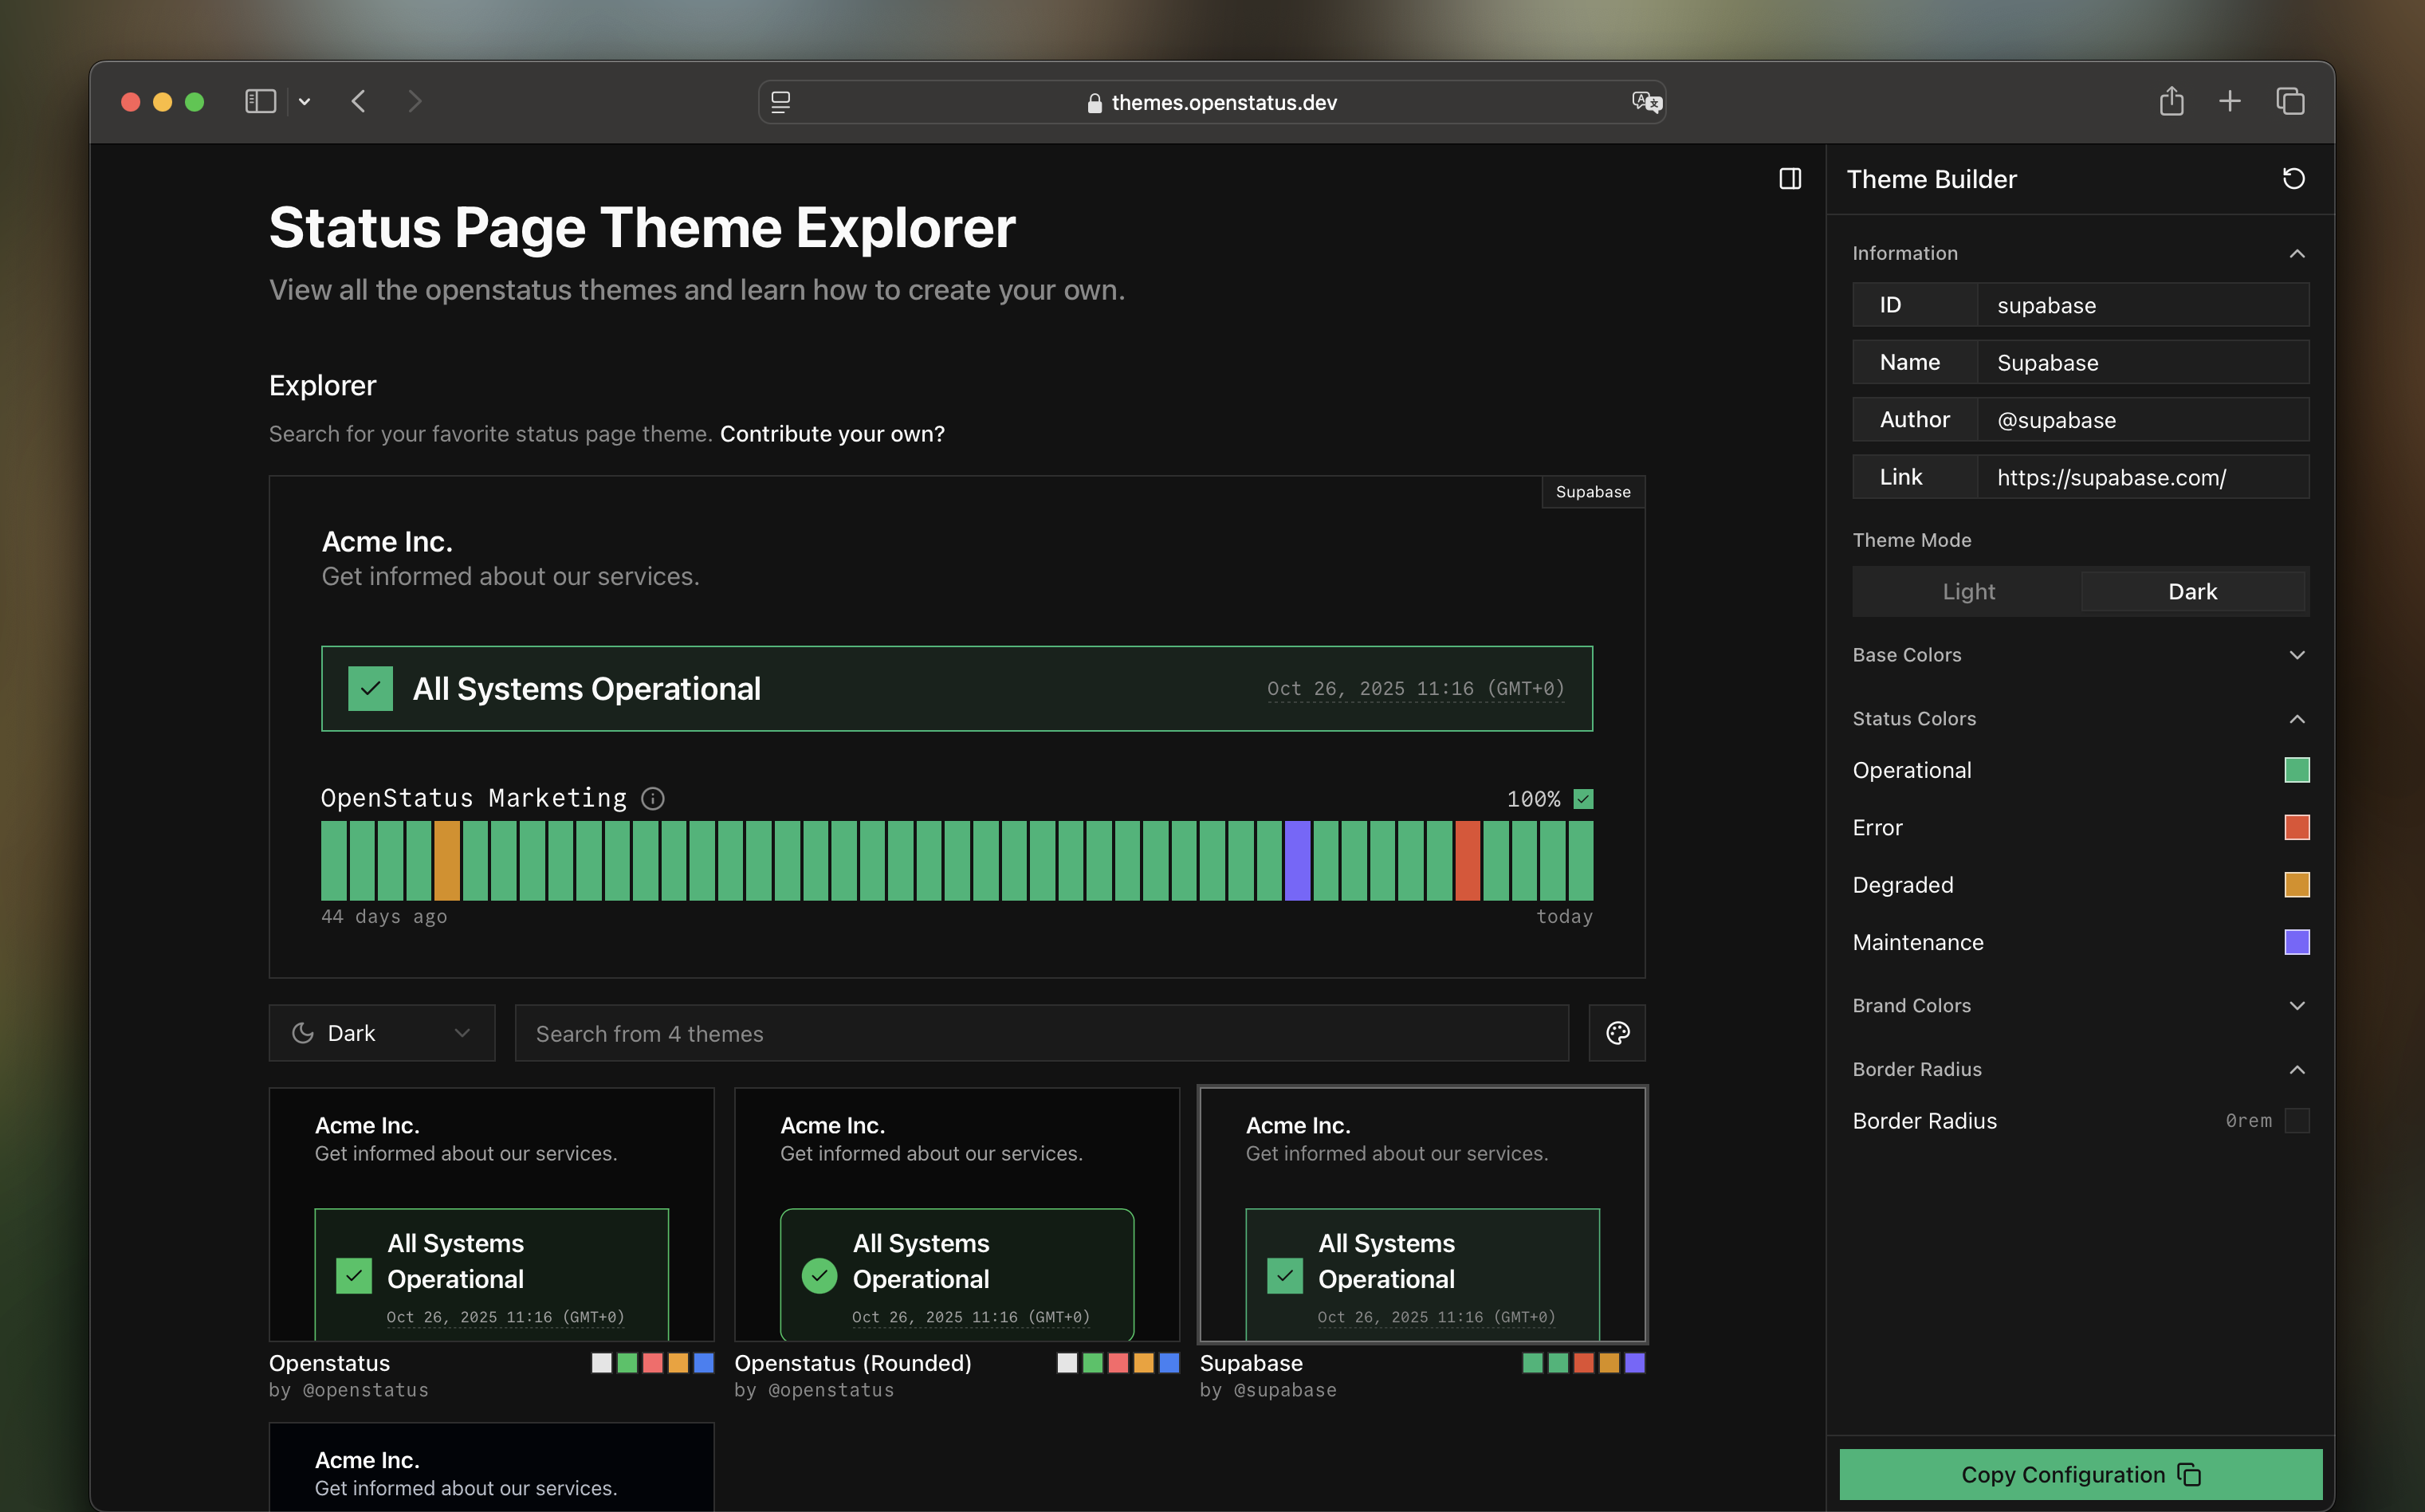 themes.openstatus.dev
Status Page Theme Explorer
View all the openstatus themes and learn how to create your own.
Explorer
Search for your favorite status page theme. Contribute your own?
Supabase
Acme Inc.
Get informed about our services.
All Systems Operational
Oct 26, 2025 11:16 (GMT+0)
OpenStatus Marketing
100%
44 days ago
today
Dark
Search from 4 themes
Acme Inc.
Get informed about our services.
All Systems
Operational
Oct 26, 2025 11:16 (GMT+0)
Openstatus
by @openstatus
Acme Inc.
Get informed about our services.
All Systems
Operational
Oct 26, 2025 11:16 (GMT+0)
Openstatus (Rounded)
by @openstatus
Acme Inc.
Get informed about our services.
All Systems
Operational
Oct 26, 2025 11:16 (GMT+0)
Supabase
by @supabase
Acme Inc.
Get informed about our services.
Theme Builder
Information
ID supabase
Name Supabase
Author @supabase
Link https://supabase.com/
Theme Mode
Light Dark
Base Colors
Status Colors
Operational
Error
Degraded
Maintenance
Brand Colors
Border Radius
Border Radius 0rem
Copy Configuration